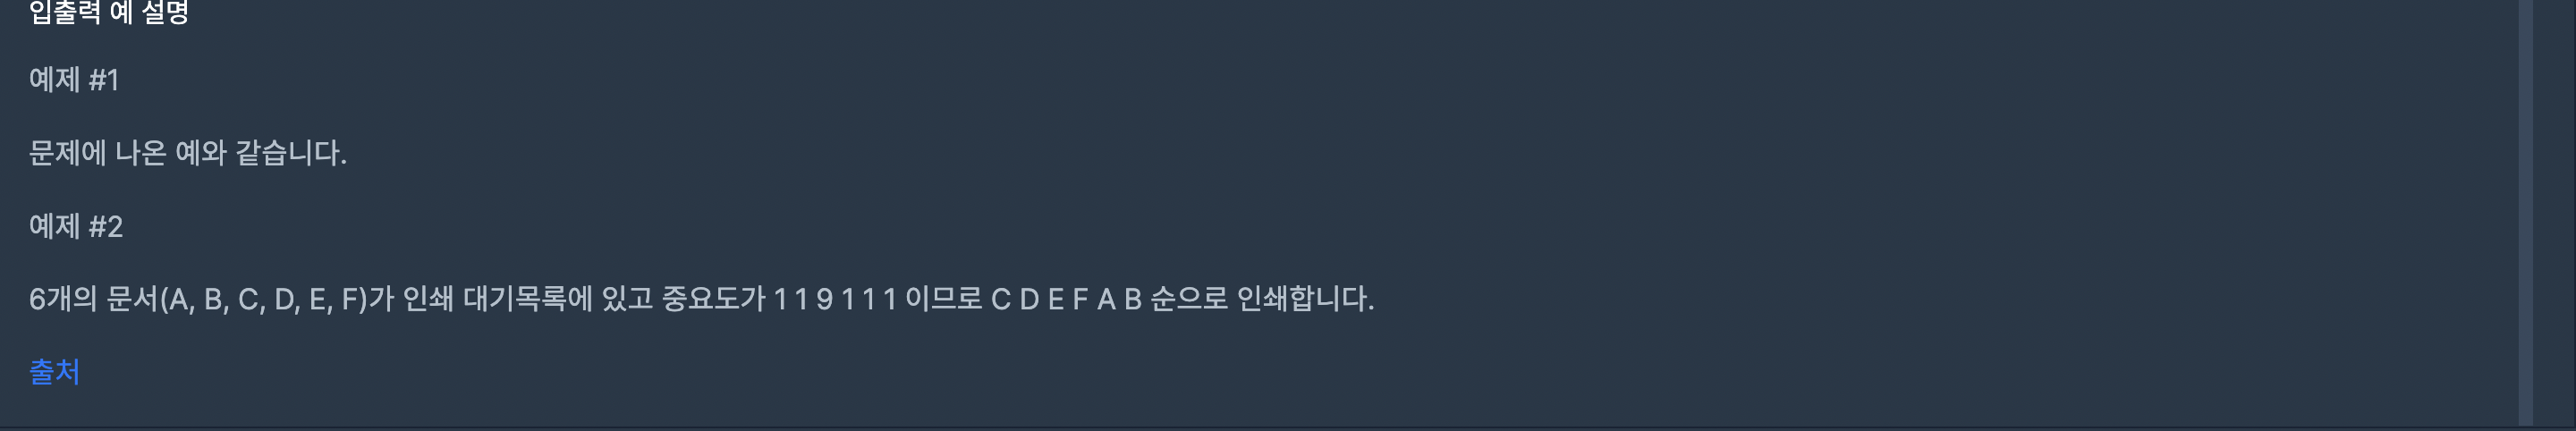 입출력 예 설명
예제 #1
문제에 나온 예와 같습니다.
예제 #2
6개의 문서(A, B, C, D, E, F)가 인쇄 대기목록에 있고 중요도가 1 1 9 1 1 1 이므로 C D E F A B 순으로 인쇄합니다.
출처